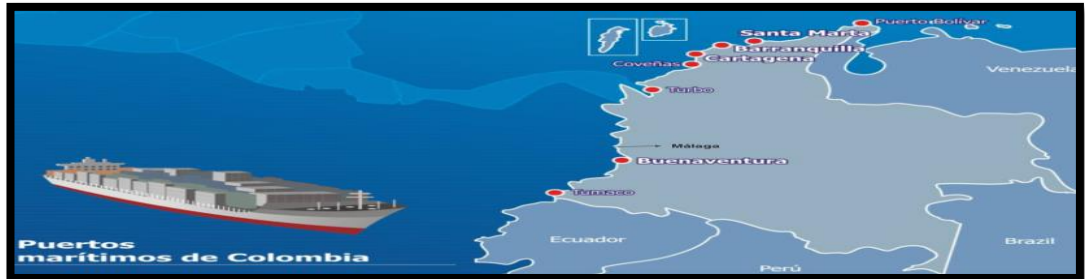 Puerto Bolívar
Santa Marta
Barranquilla
Cartagena
Coveñas
Venezuela
Turbo
Málaga
Buenaventura
Tumaco
Ecuador
Brazil
Perú
Puertos
marítimos de Colombia